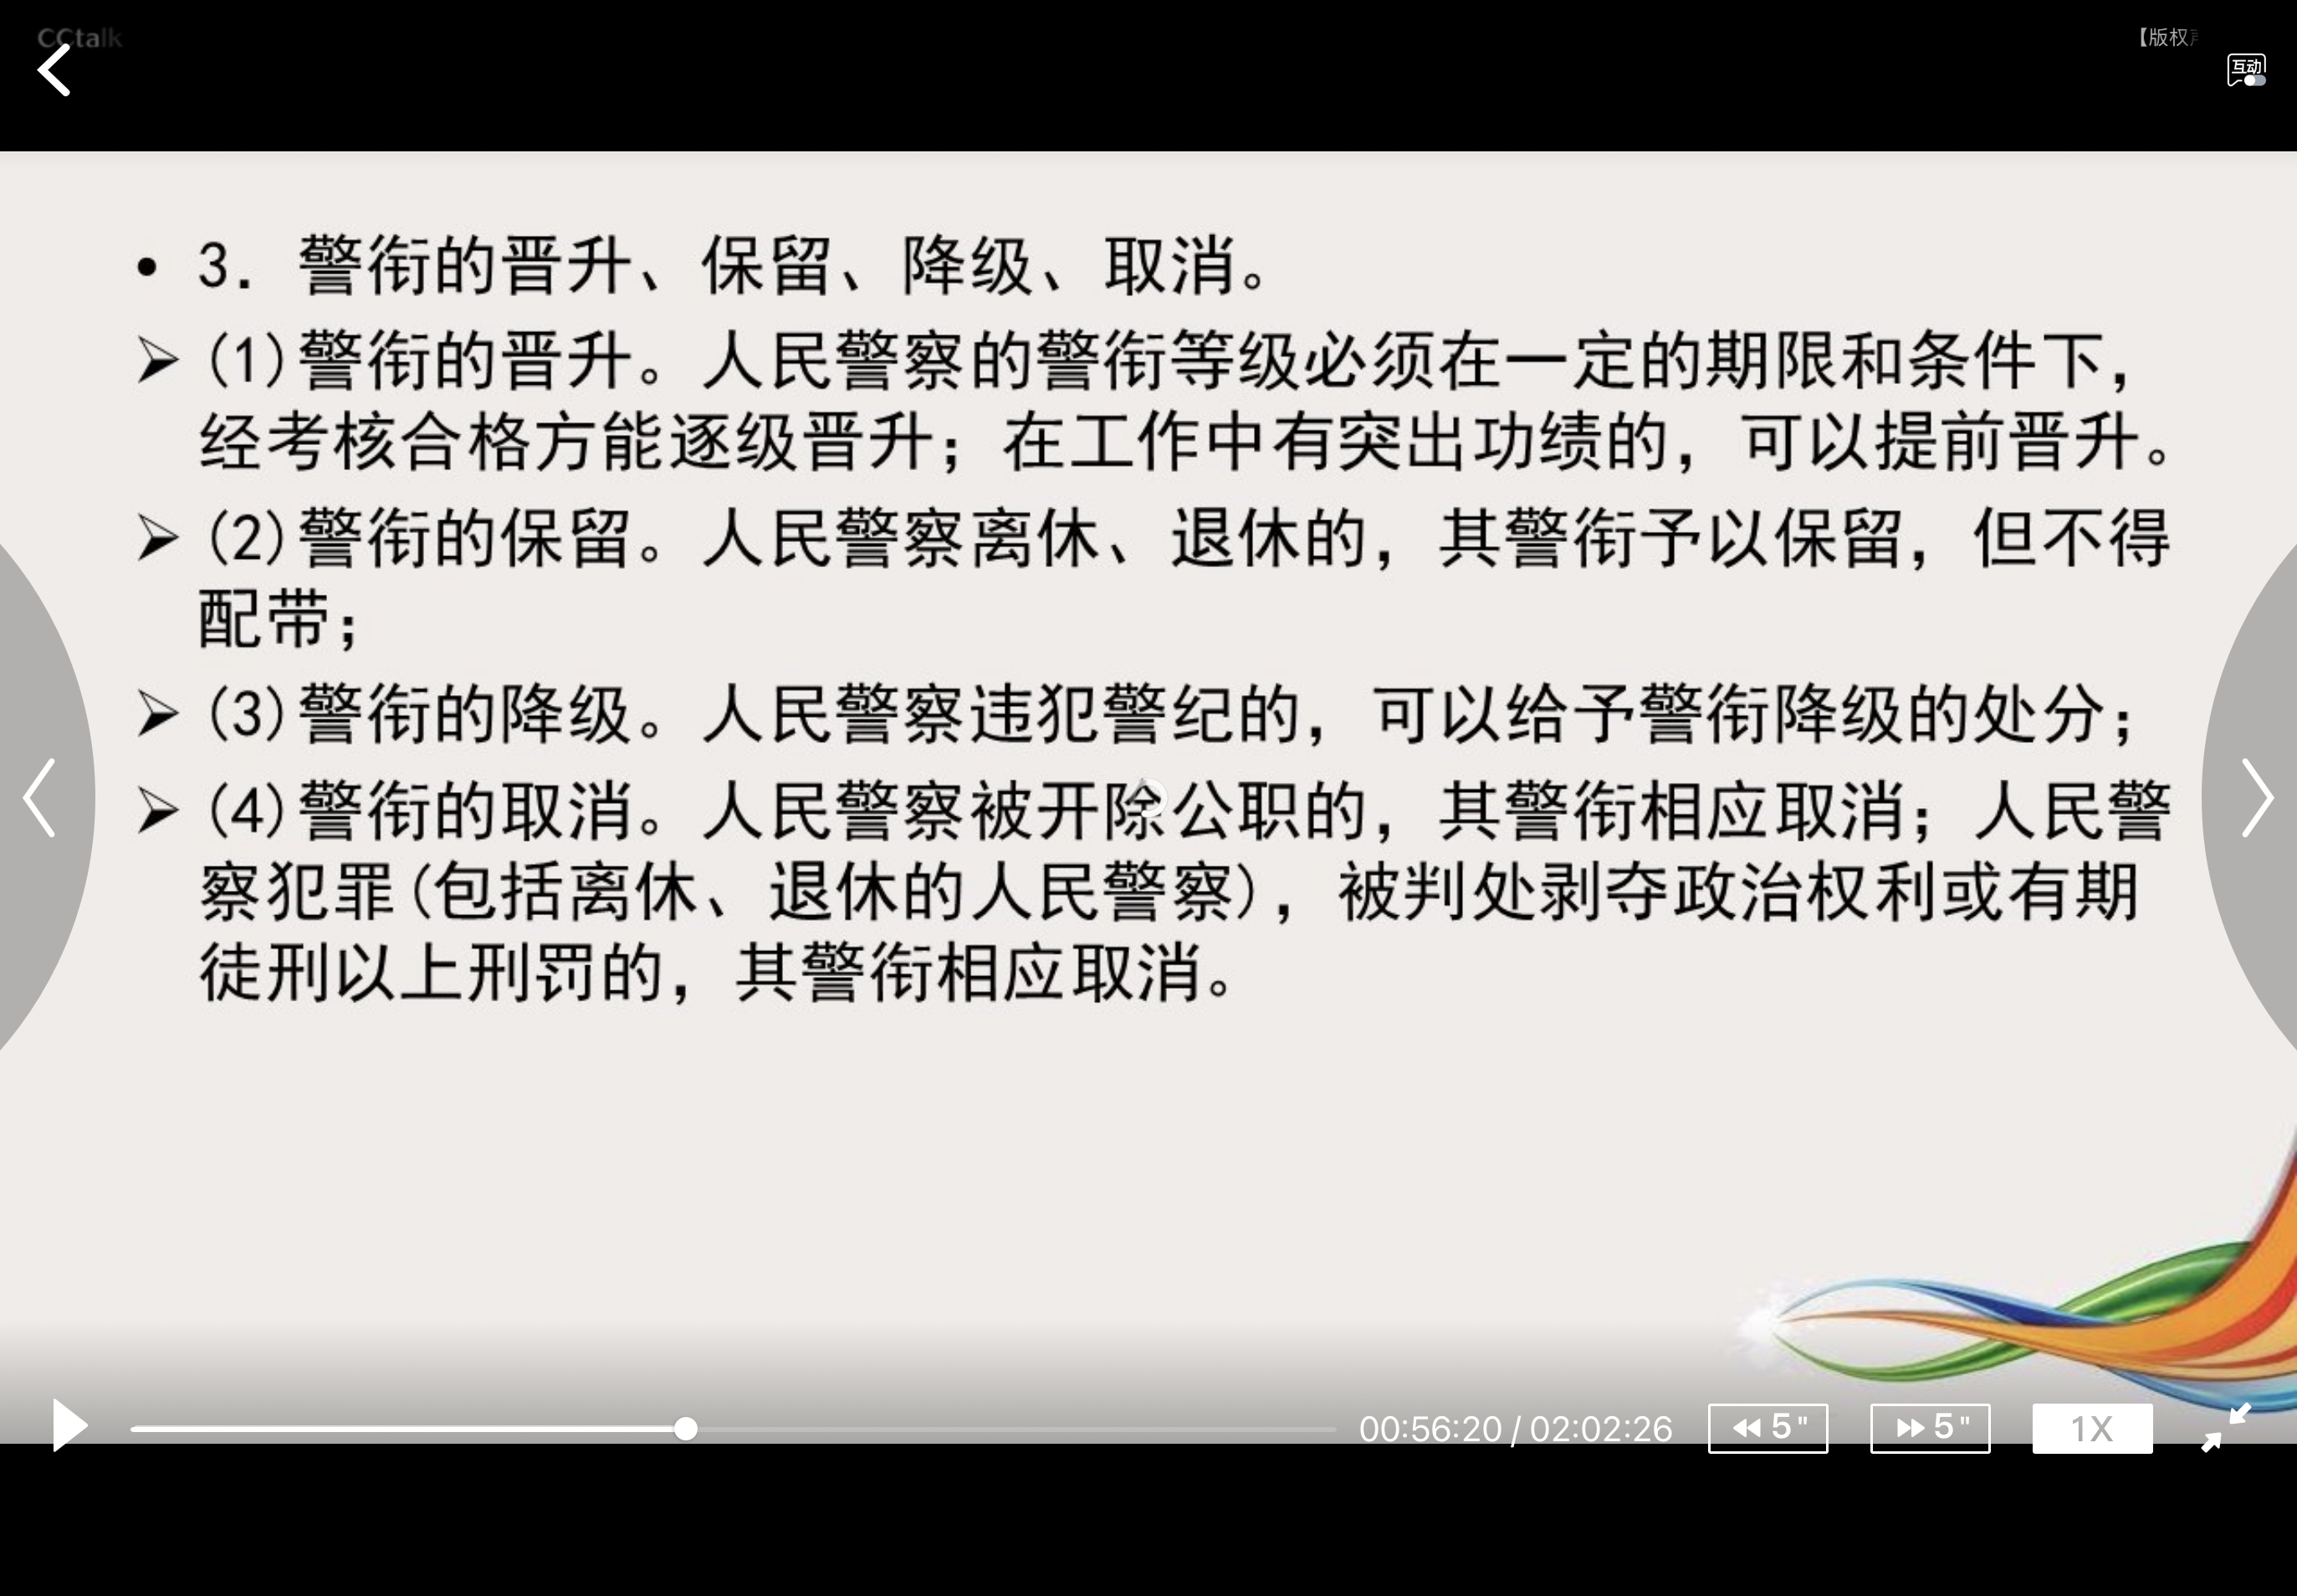 CCtalk
【版权
互动
• 3. 警衔的晋升、保留、降级、取消。
➢ (1)警衔的晋升。人民警察的警衔等级必须在一定的期限和条件下，
经考核合格方能逐级晋升；在工作中有突出功绩的，可以提前晋升。
➢ (2)警衔的保留。人民警察离休、退休的，其警衔予以保留，但不得
配带；
➢ (3)警衔的降级。人民警察违犯警纪的，可以给予警衔降级的处分；
➢ (4)警衔的取消。人民警察被开除公职的，其警衔相应取消；人民警
察犯罪(包括离休、退休的人民警察)，被判处剥夺政治权利或有期
徒刑以上刑罚的，其警衔相应取消。
00:56:20 / 02:02:26 5" 5" 1X